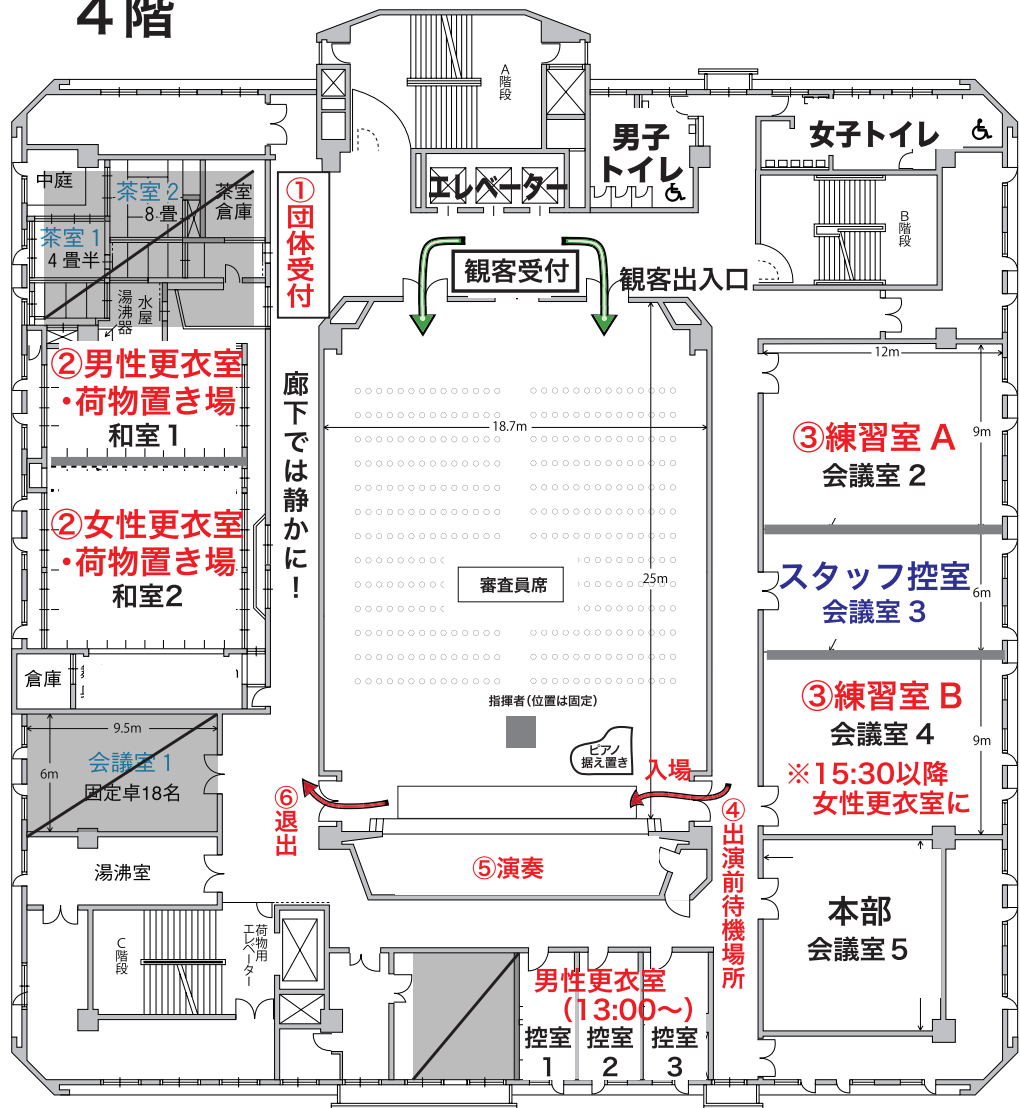 4階
A階段
男子
トイレ
女子トイレ
エレベーター
中庭
茶室2
8畳
茶室
倉庫
茶室1
4畳半
水屋
湯沸器
①団体受付
観客受付
観客出入口
B階段
②男性更衣室
・荷物置き場
和室1
②女性更衣室
・荷物置き場
和室2
廊下では静かに!
18.7m
25m
審査員席
指揮者(位置は固定)
ピアノ
据え置き
12m
9m
③練習室A
会議室2
スタッフ控室
会議室3
6m
③練習室B
会議室4
9m
※15:30以降
女性更衣室に
倉庫
9.5m
6m
会議室1
固定卓18名
湯沸室
入場
⑥退出
④出演前待機場所
⑤演奏
本部
会議室5
C階段
荷物用
エレベーター
男性更衣室
(13:00〜)
控室
1
控室
2
控室
3